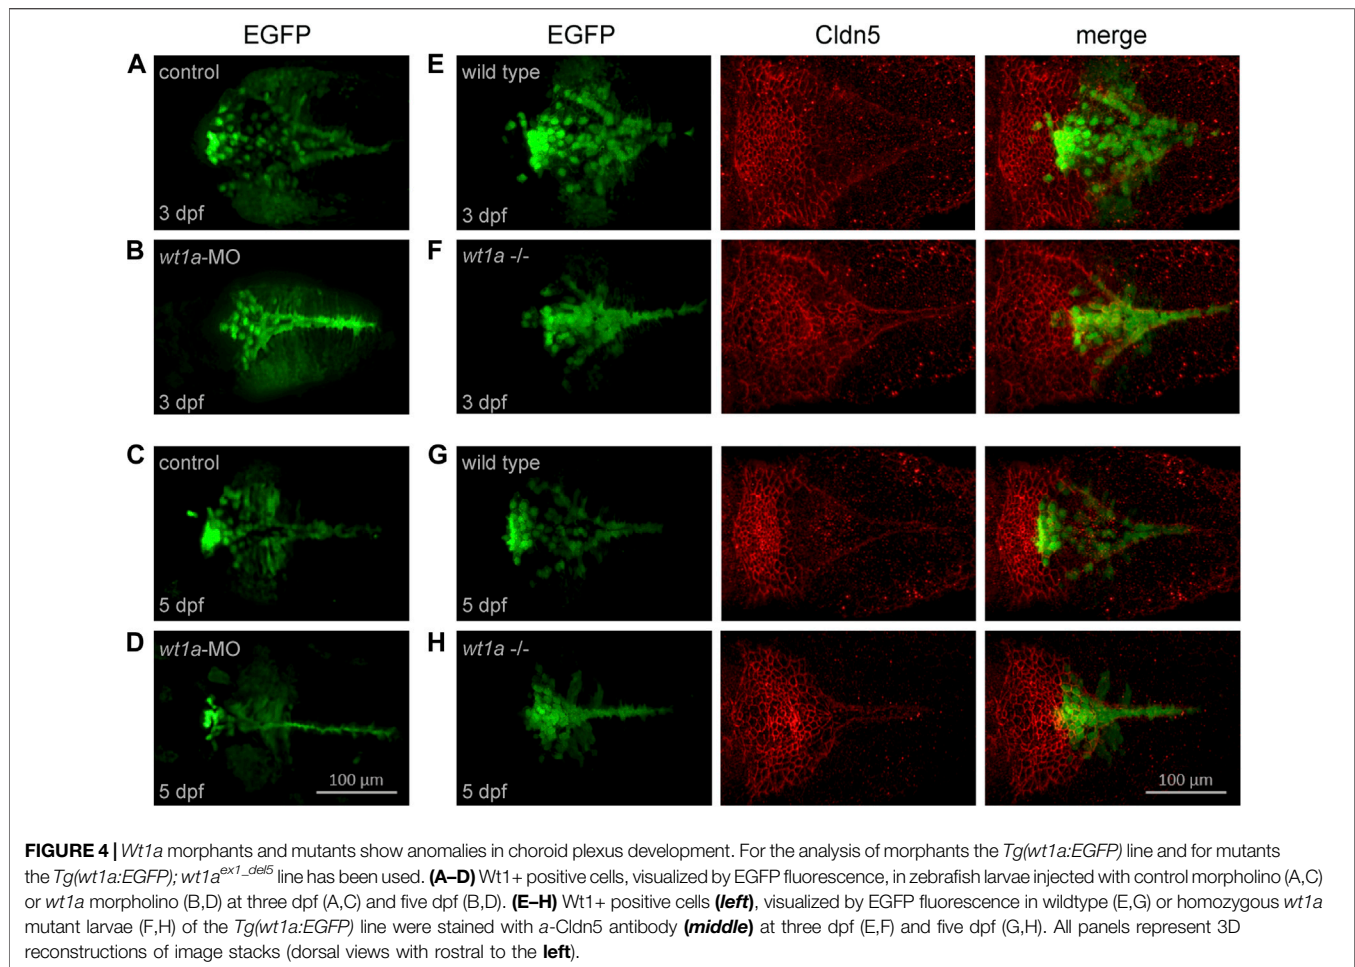 EGFP EGFP Cldn5 merge
A control 3 dpf
E wild type 3 dpf
B wt1a-MO 3 dpf
F wt1a -/- 3 dpf
C control 5 dpf
G wild type 5 dpf
D wt1a-MO 5 dpf 100 µm
H wt1a -/- 5 dpf 100 µm
FIGURE 4 | Wt1a morphants and mutants show anomalies in choroid plexus development. For the analysis of morphants the Tg(wt1a:EGFP) line and for mutants
the Tg(wt1a:EGFP); wt1a^ex1_del5 line has been used. (A–D) Wt1+ positive cells, visualized by EGFP fluorescence, in zebrafish larvae injected with control morpholino (A,C)
or wt1a morpholino (B,D) at three dpf (A,C) and five dpf (B,D). (E–H) Wt1+ positive cells (left), visualized by EGFP fluorescence in wildtype (E,G) or homozygous wt1a
mutant larvae (F,H) of the Tg(wt1a:EGFP) line were stained with a-Cldn5 antibody (middle) at three dpf (E,F) and five dpf (G,H). All panels represent 3D
reconstructions of image stacks (dorsal views with rostral to the left).